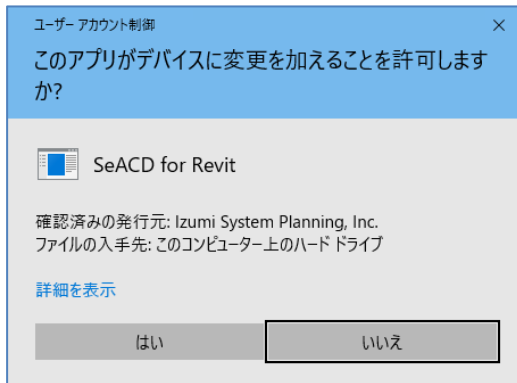 ユーザー アカウント制御
このアプリがデバイスに変更を加えることを許可します
か?
SeACD for Revit
確認済みの発行元: Izumi System Planning, Inc.
ファイルの入手先: このコンピューター上のハード ドライブ
詳細を表示
はい
いいえ